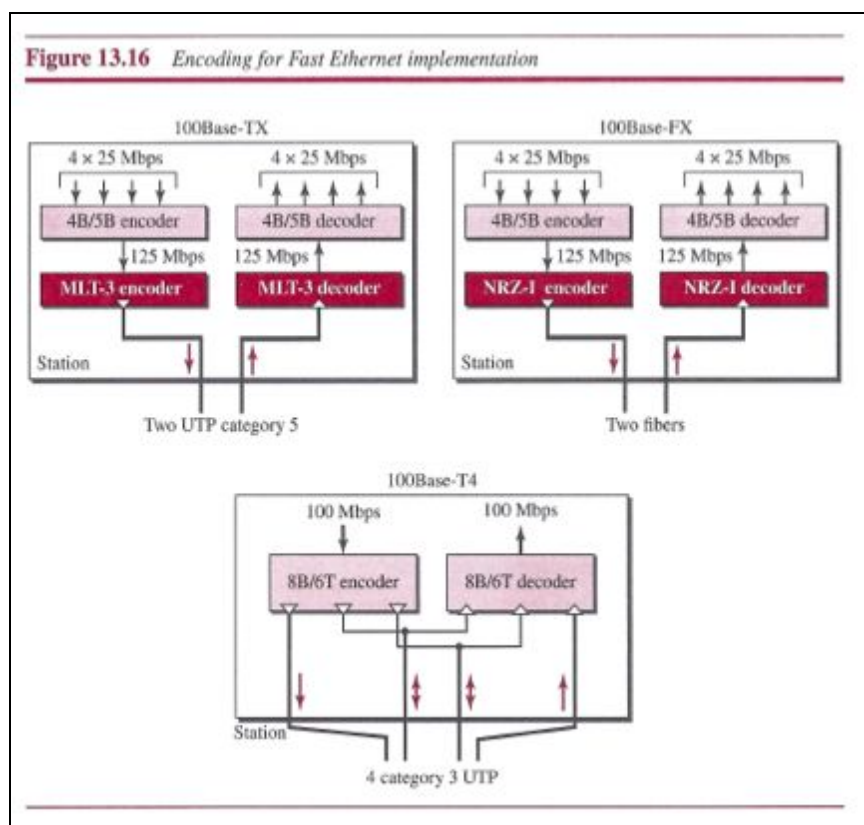 Figure 13.16 Encoding for Fast Ethernet implementation
100Base-TX
4 × 25 Mbps
4 × 25 Mbps
4B/5B encoder
4B/5B decoder
125 Mbps
125 Mbps
MLT-3 encoder
MLT-3 decoder
Station
Two UTP category 5
100Base-FX
4 × 25 Mbps
4 × 25 Mbps
4B/5B encoder
4B/5B decoder
125 Mbps
125 Mbps
NRZ-I encoder
NRZ-I decoder
Station
Two fibers
100Base-T4
100 Mbps
100 Mbps
8B/6T encoder
8B/6T decoder
Station
4 category 3 UTP